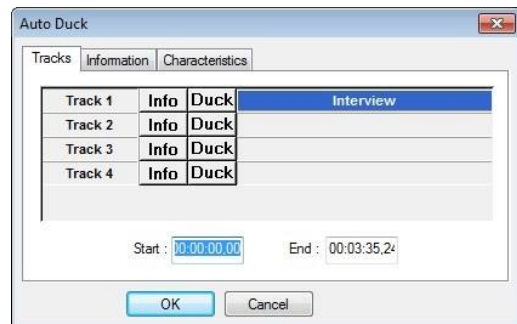 Auto Duck
Tracks Information Characteristics
Track 1 Info Duck Interview
Track 2 Info Duck
Track 3 Info Duck
Track 4 Info Duck
Start : 00:00:00,00 End : 00:03:35,24
OK Cancel